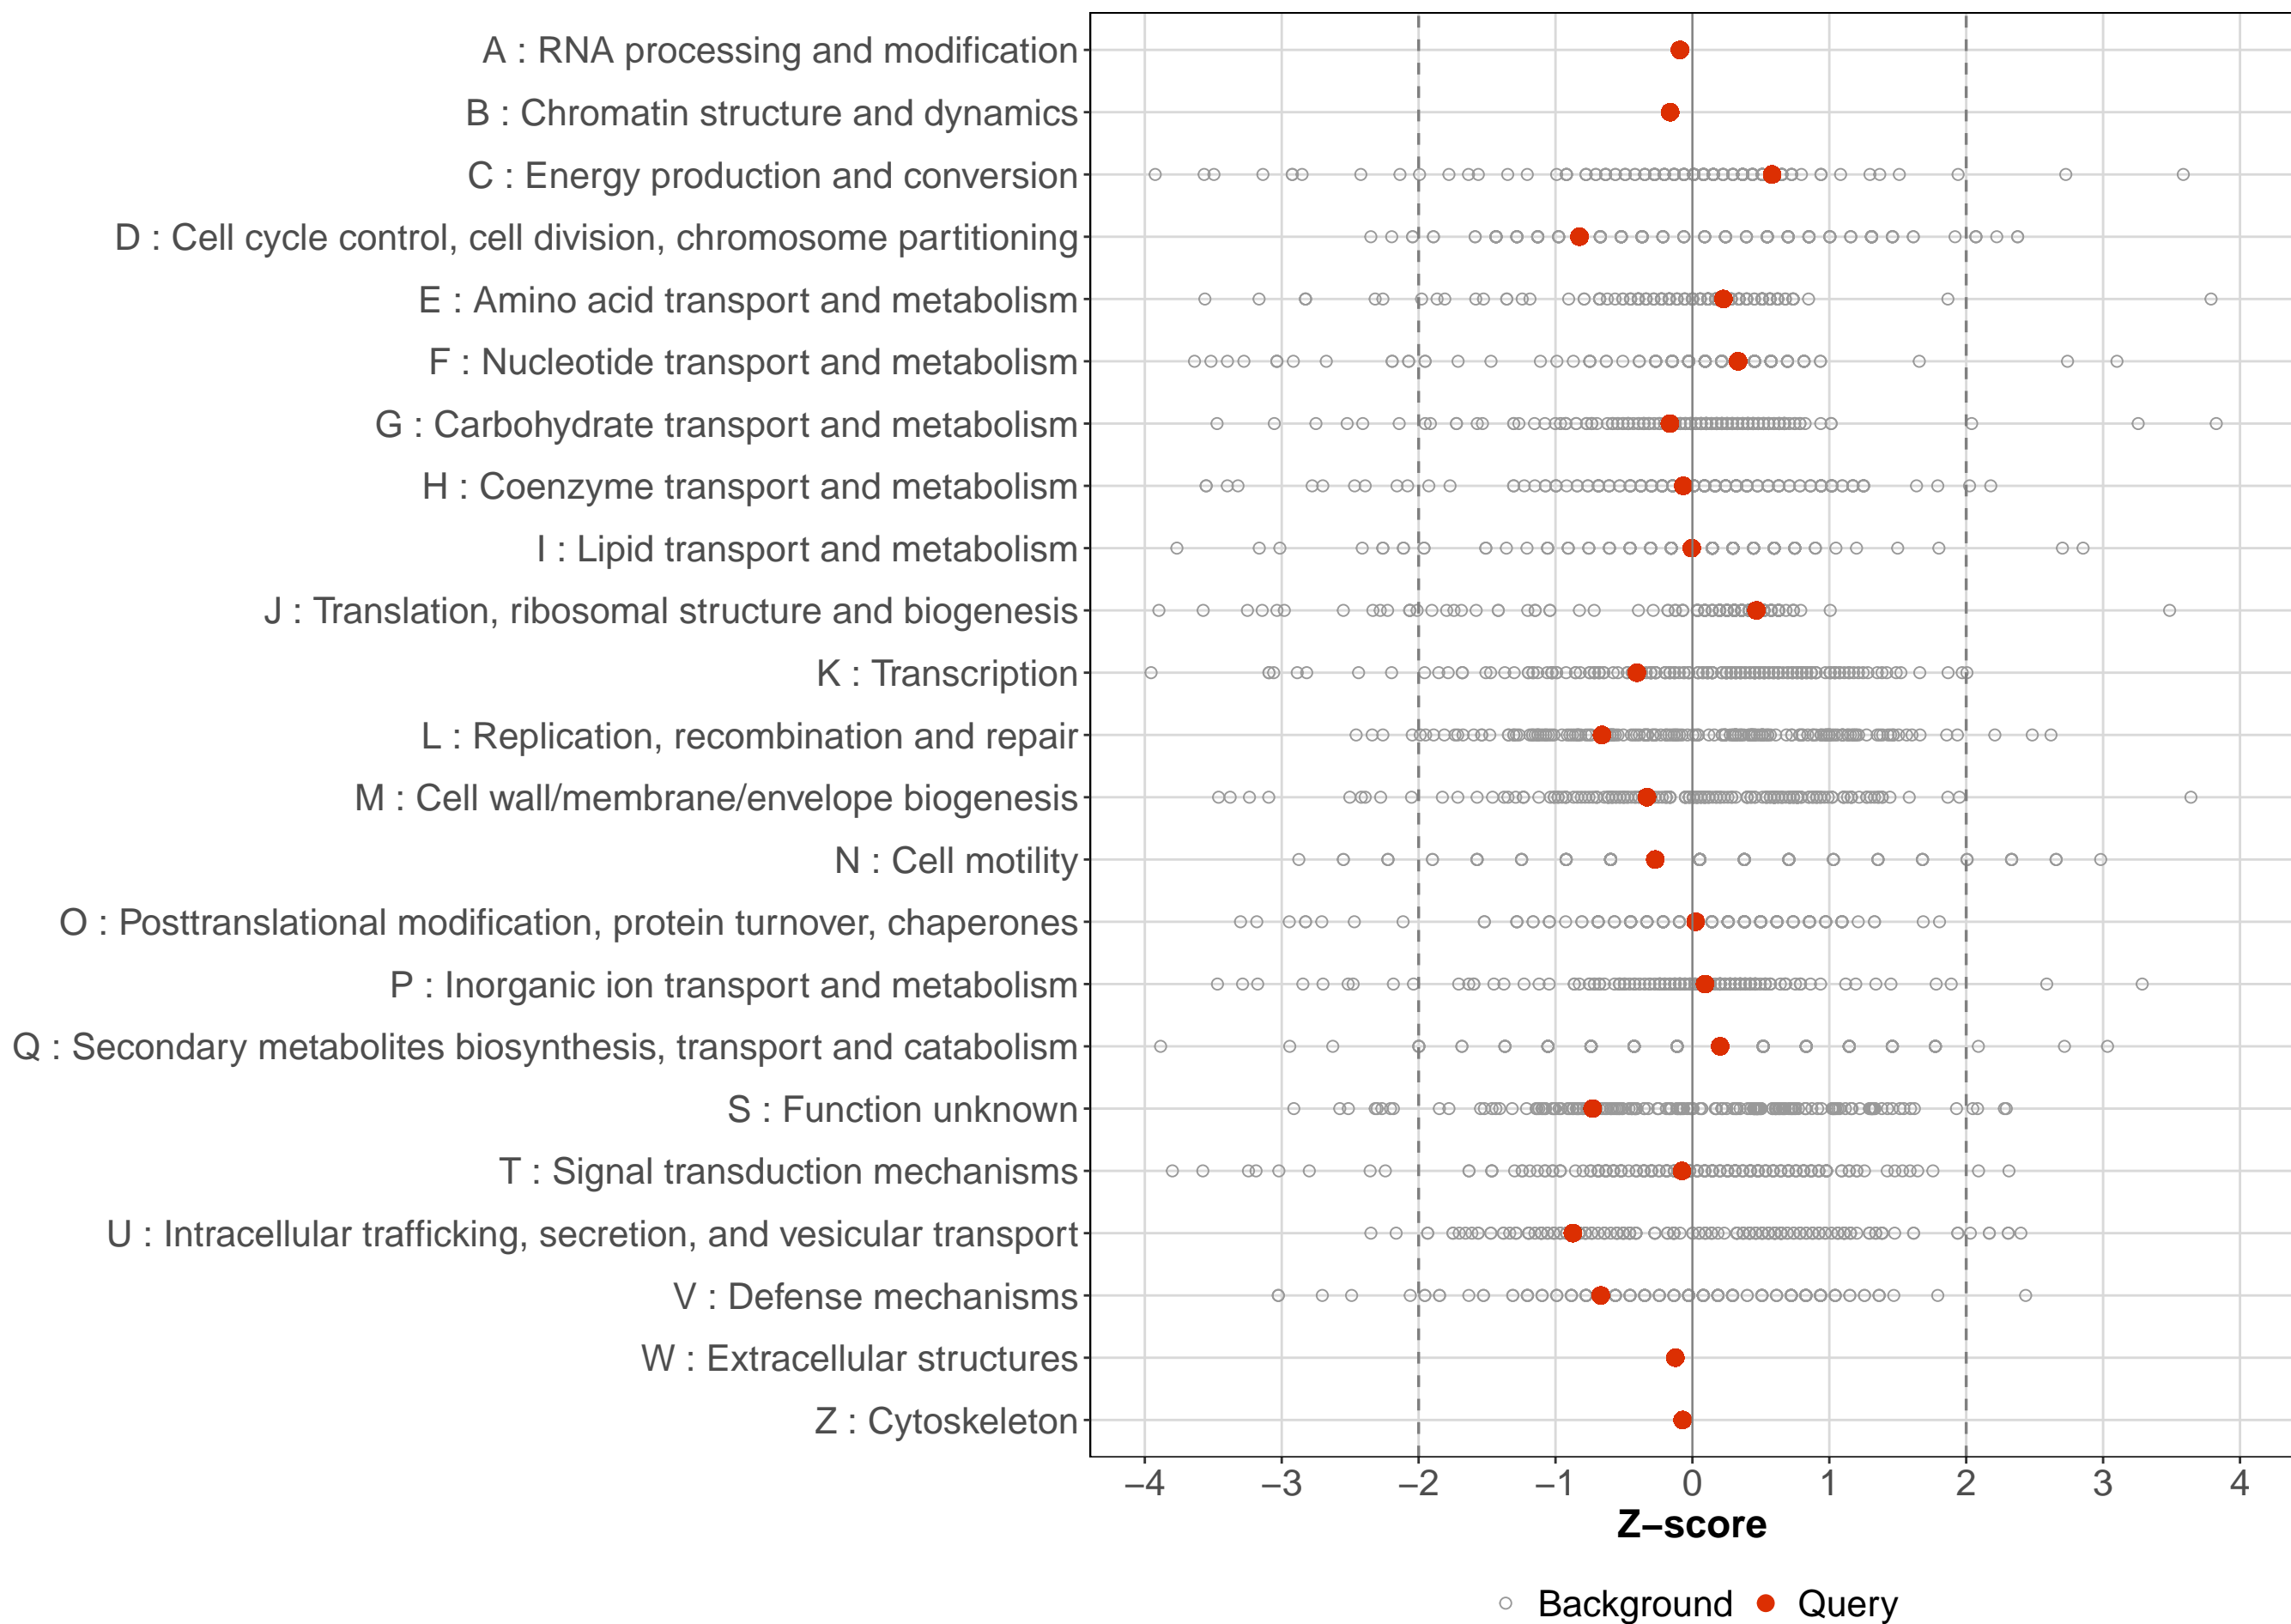 A : RNA processing and modification
B : Chromatin structure and dynamics
C : Energy production and conversion
D : Cell cycle control, cell division, chromosome partitioning
E : Amino acid transport and metabolism
F : Nucleotide transport and metabolism
G : Carbohydrate transport and metabolism
H : Coenzyme transport and metabolism
I : Lipid transport and metabolism
J : Translation, ribosomal structure and biogenesis
K : Transcription
L : Replication, recombination and repair
M : Cell wall/membrane/envelope biogenesis
N : Cell motility
O : Posttranslational modification, protein turnover, chaperones
P : Inorganic ion transport and metabolism
Q : Secondary metabolites biosynthesis, transport and catabolism
S : Function unknown
T : Signal transduction mechanisms
U : Intracellular trafficking, secretion, and vesicular transport
V : Defense mechanisms
W : Extracellular structures
Z : Cytoskeleton
−4 −3 −2 −1 0 1 2 3 4
Z−score
Background Query